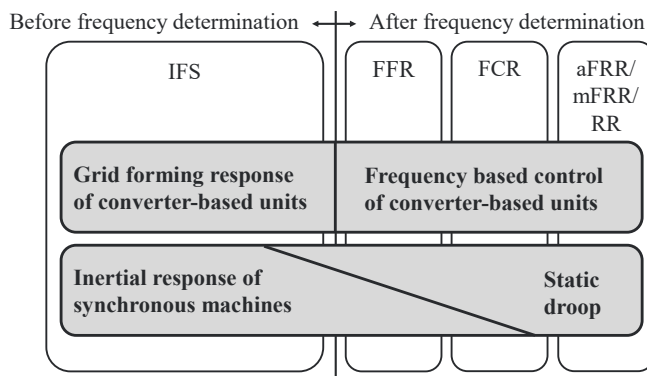 Before frequency determination
After frequency determination
IFS
FFR
FCR
aFRR/
mFRR/
RR
Grid forming response
of converter-based units
Frequency based control
of converter-based units
Inertial response of
synchronous machines
Static
droop